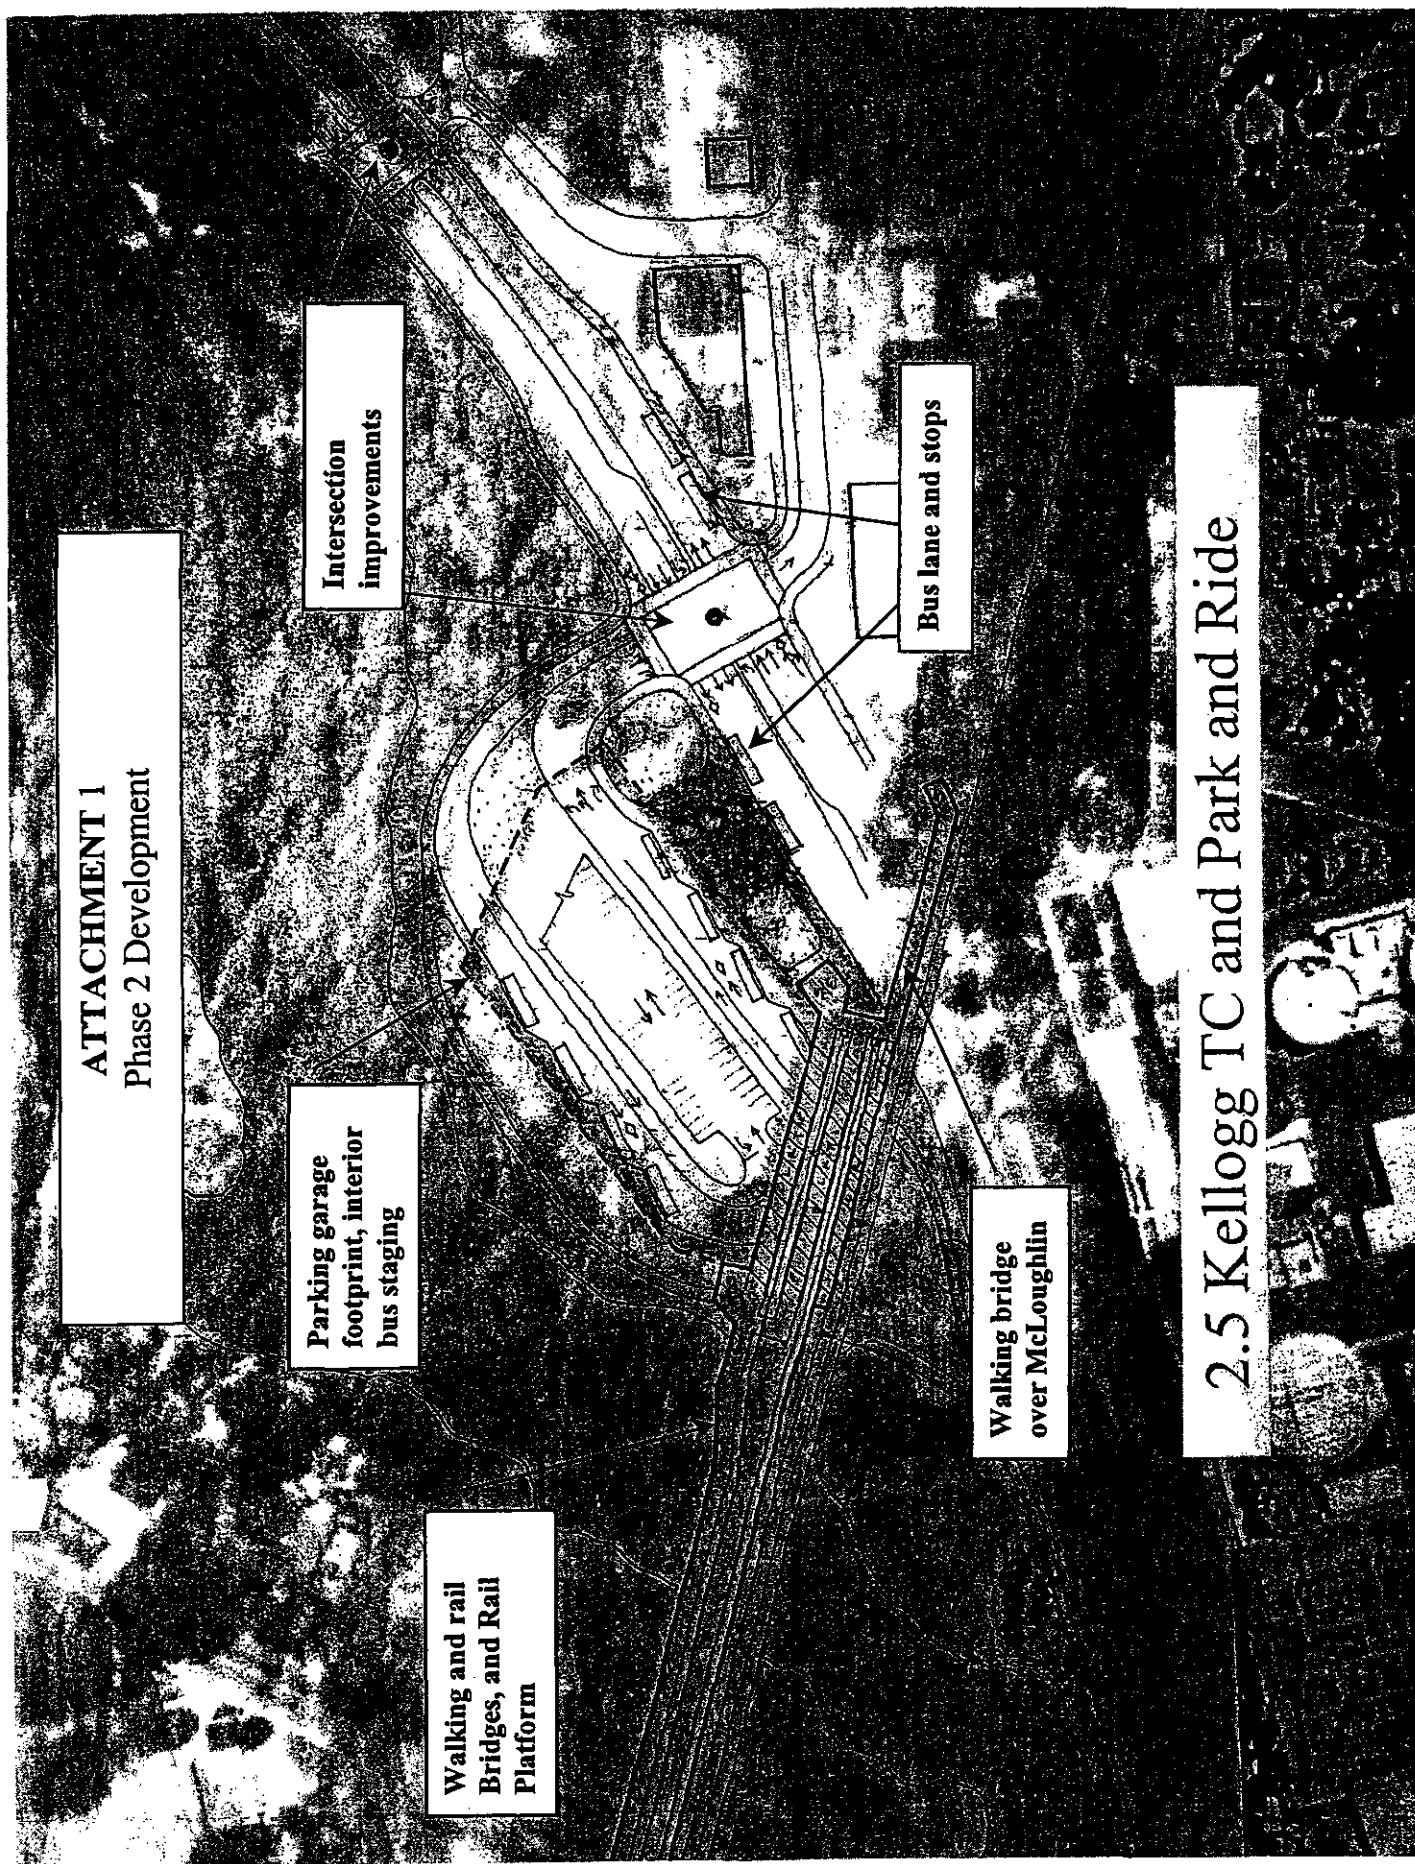 ATTACHMENT 1
Phase 2 Development
Intersection
improvements
Parking garage
footprint, interior
bus staging
Walking and rail
Bridges, and Rail
Platform
Bus lane and stops
Walking bridge
over McLoughlin
2.5 Kellogg TC and Park and Ride